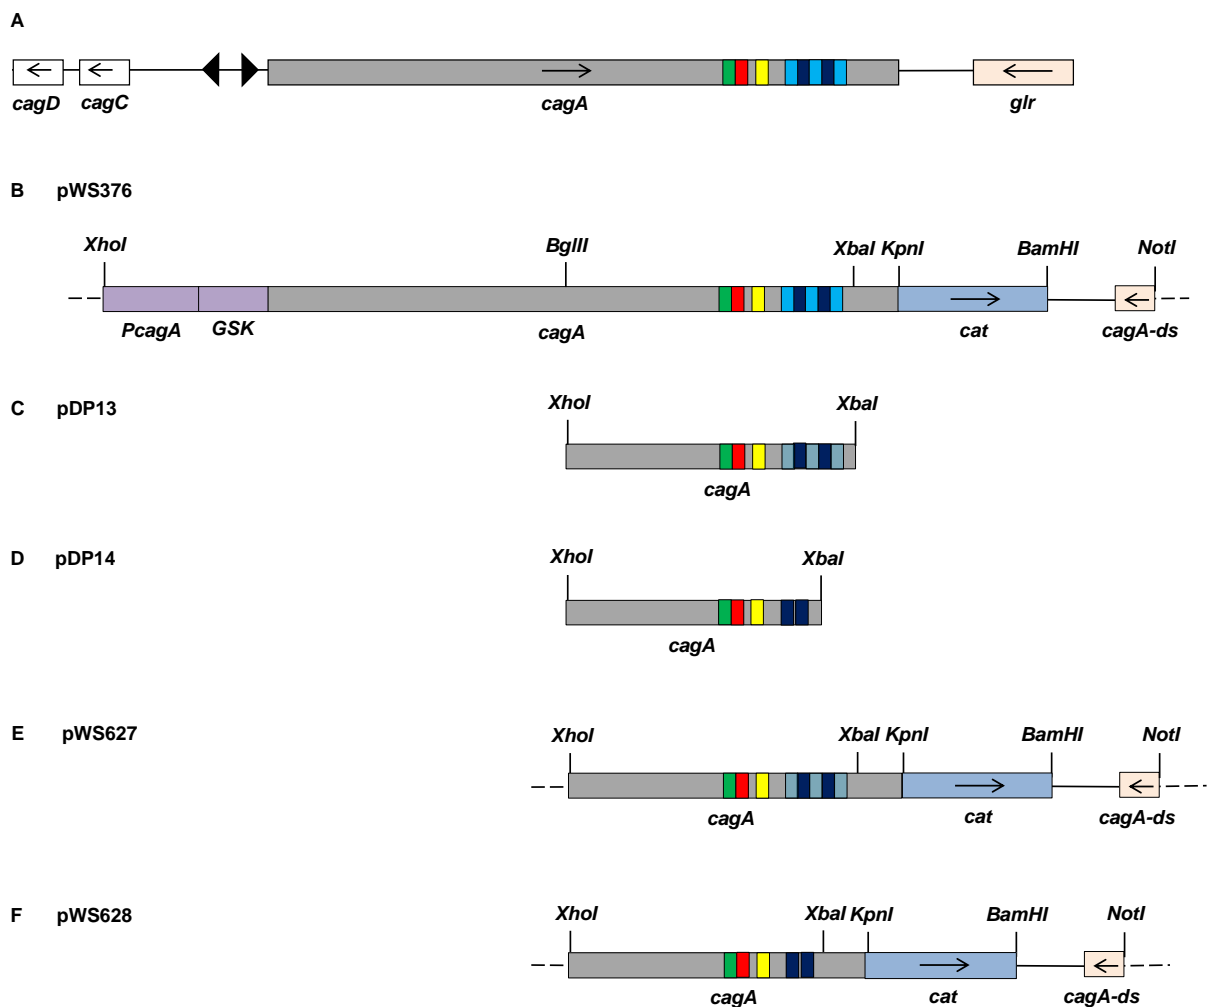 A
cagD cagC cagA glr
B pWS376
XhoI BglII XbaI KpnI BamHI NotI
PcagA GSK cagA cat cagA-ds
C pDP13
XhoI XbaI
cagA
D pDP14
XhoI XbaI
cagA
E pWS627
XhoI XbaI KpnI BamHI NotI
cagA cat cagA-ds
F pWS628
XhoI XbaI KpnI BamHI NotI
cagA cat cagA-ds